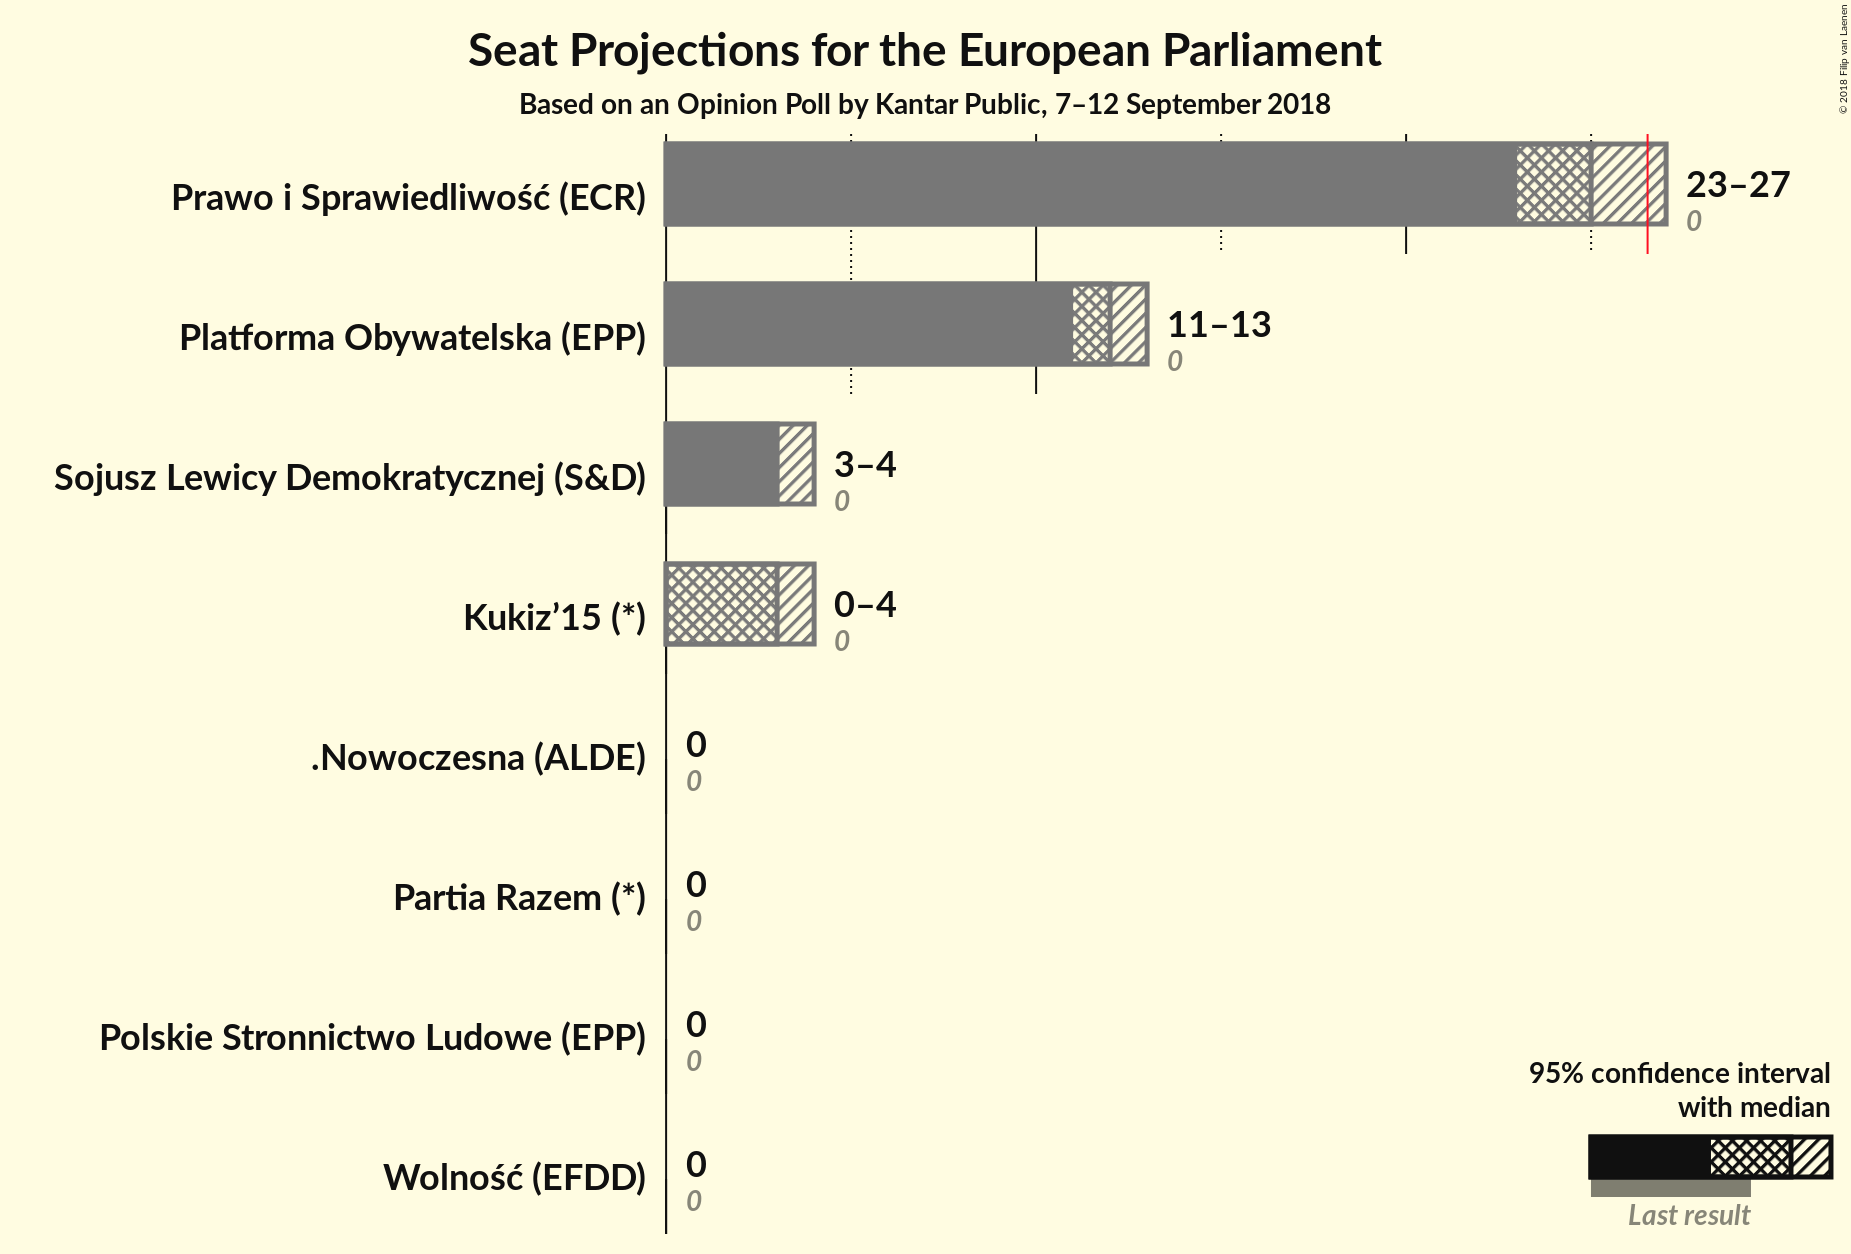 Seat Projections for the European Parliament
Based on an Opinion Poll by Kantar Public, 7–12 September 2018
© 2018 Filip van Laenen
Prawo i Sprawiedliwość (ECR)
23–27
0
Platforma Obywatelska (EPP)
11–13
0
Sojusz Lewicy Demokratycznej (S&D)
3–4
0
Kukiz’15 (*)
0–4
0
.Nowoczesna (ALDE)
0
0
Partia Razem (*)
0
0
Polskie Stronnictwo Ludowe (EPP)
0
0
Wolność (EFDD)
0
0
95% confidence interval
with median
Last result